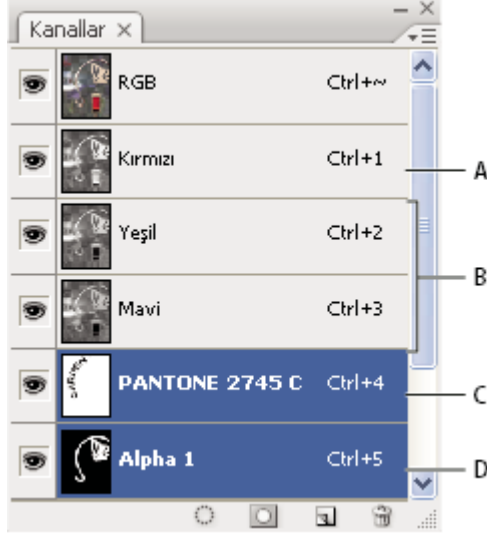 Kanallar
RGB Ctrl+~
Kırmızı Ctrl+1
A
Yeşil Ctrl+2
B
Mavi Ctrl+3
PANTONE 2745 C Ctrl+4
C
Alpha 1 Ctrl+5
D